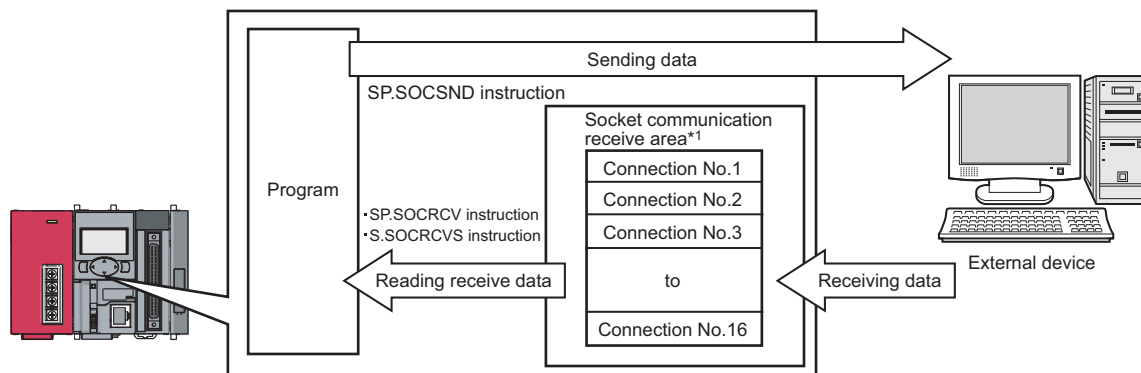 Sending data
SP.SOCSND instruction
Socket communication
receive area*1
Connection No.1
Connection No.2
Connection No.3
to
Connection No.16
Program
▪SP.SOCRCV instruction
▪S.SOCRCVS instruction
Reading receive data
Receiving data
External device